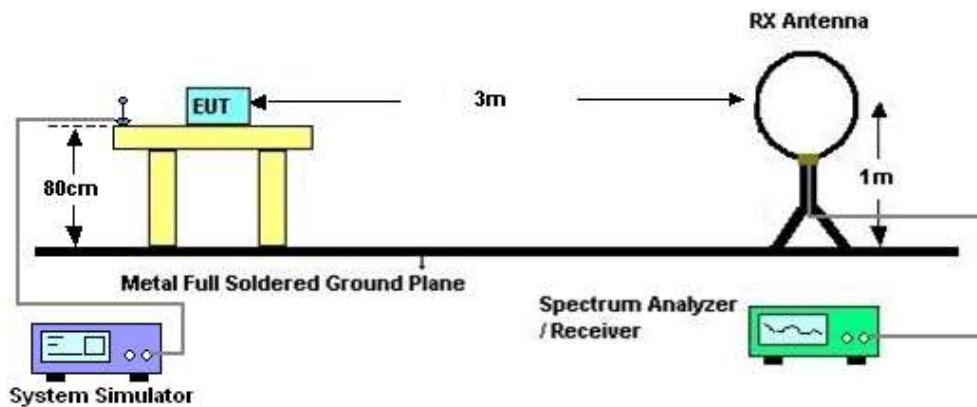 RX Antenna
EUT
3m
80cm
1m
Metal Full Soldered Ground Plane
Spectrum Analyzer
/ Receiver
System Simulator